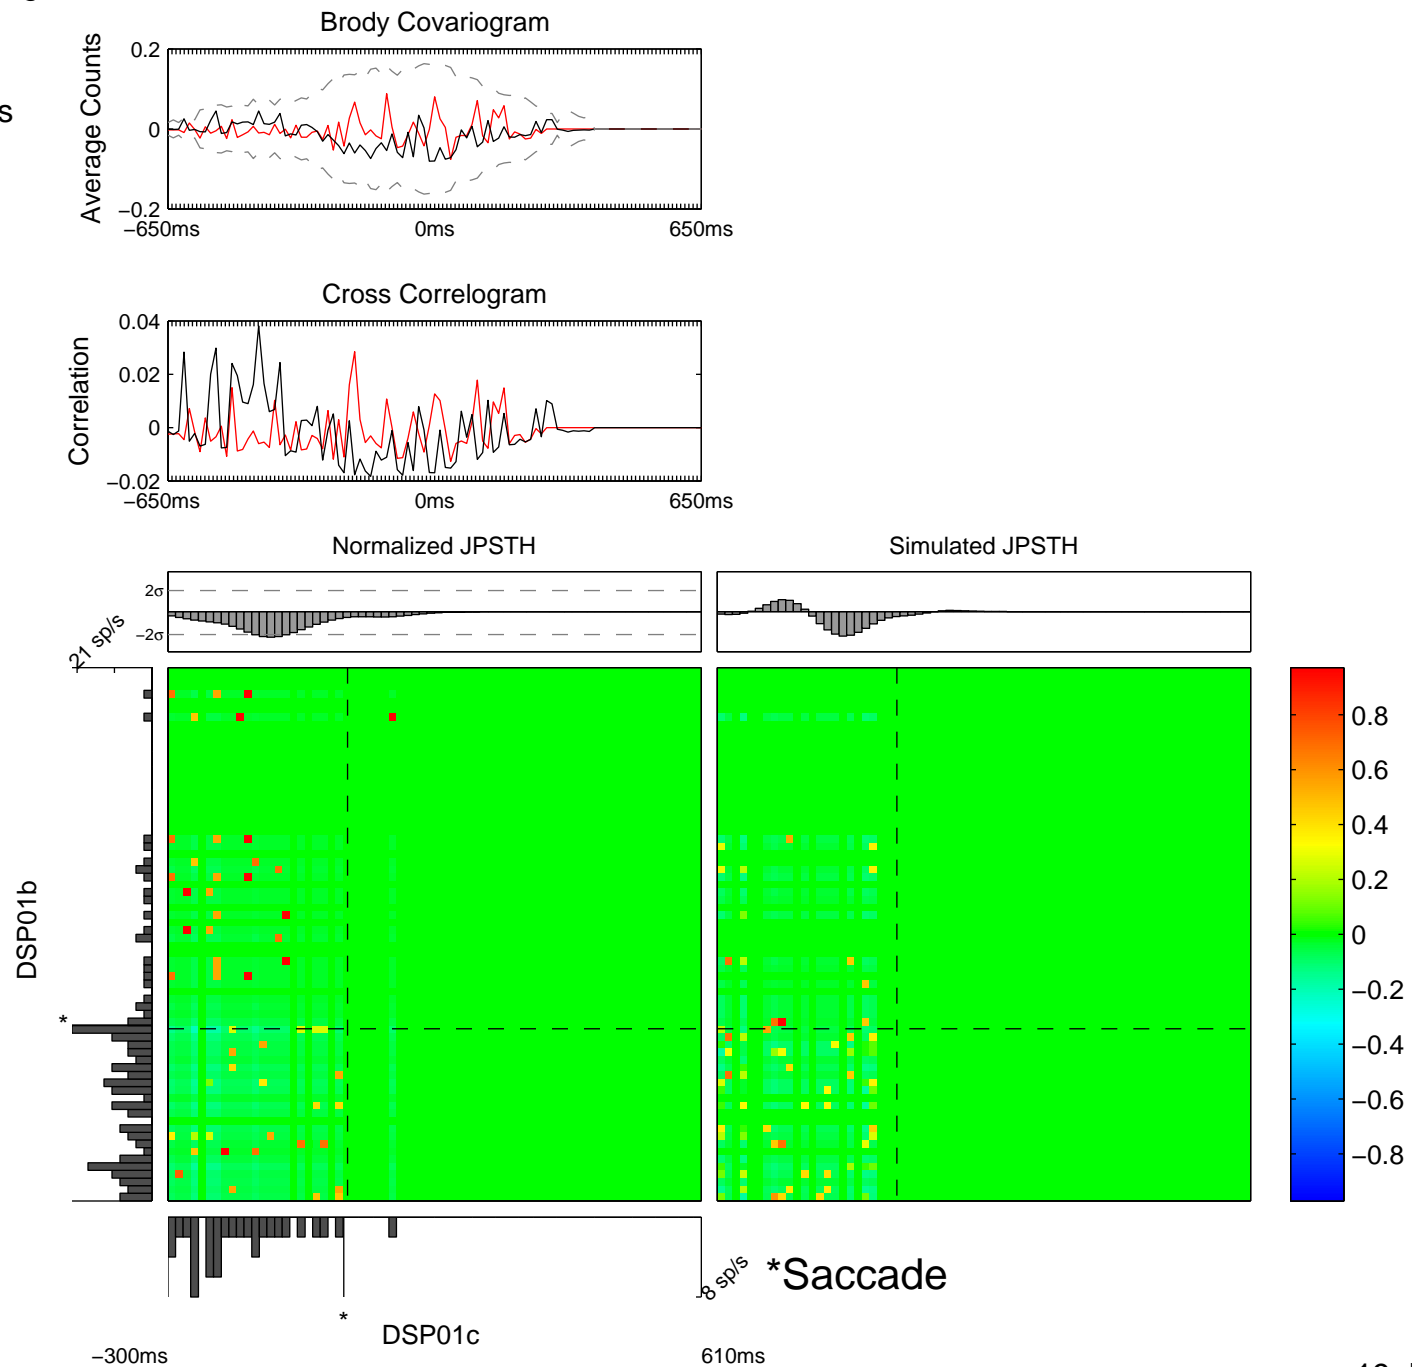 Brody Covariogram
Average Counts
0.2
0
−0.2
−650ms 0ms 650ms
s
Cross Correlogram
Correlation
0.04
0.02
0
−0.02
−650ms 0ms 650ms
Normalized JPSTH
Simulated JPSTH
2σ
−2σ
21 sp/s
DSP01b
*
0.8
0.6
0.4
0.2
0
−0.2
−0.4
−0.6
−0.8
8 sp/s
*Saccade
*
DSP01c
−300ms 610ms